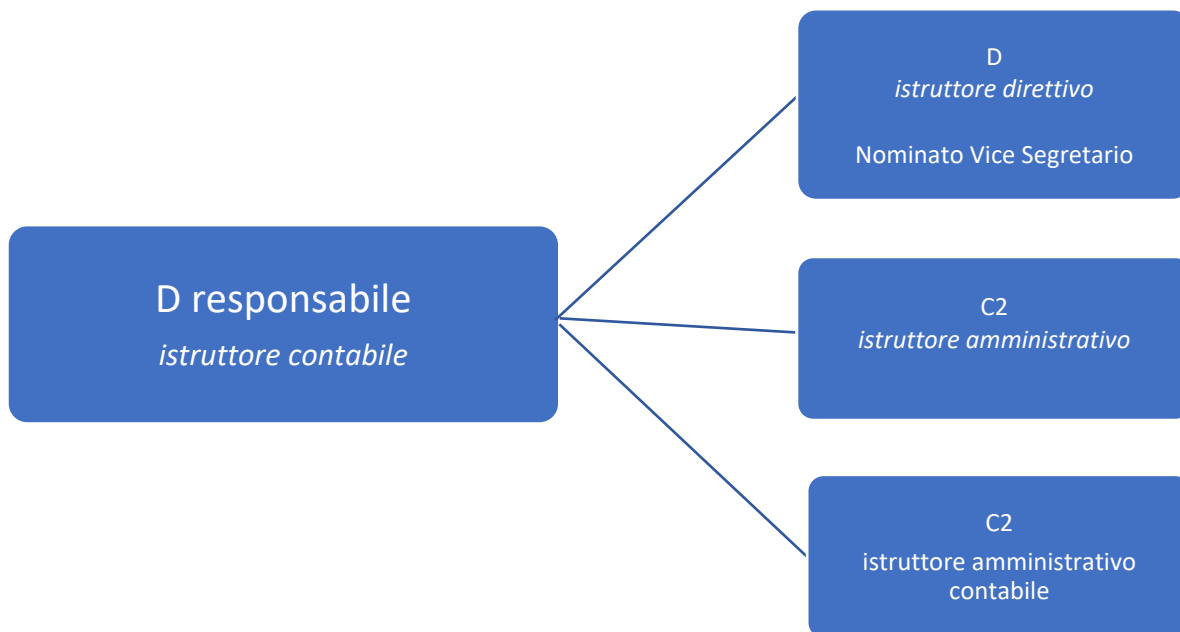 D responsabile
istruttore contabile
D
istruttore direttivo
Nominato Vice Segretario
C2
istruttore amministrativo
C2
istruttore amministrativo
contabile